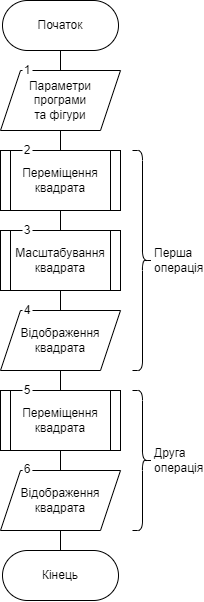 Початок
1
Параметри
програми
та фігури
2
Переміщення
квадрата
3
Масштабування
квадрата
Перша
операція
4
Відображення
квадрата
5
Переміщення
квадрата
Друга
операція
6
Відображення
квадрата
Кінець